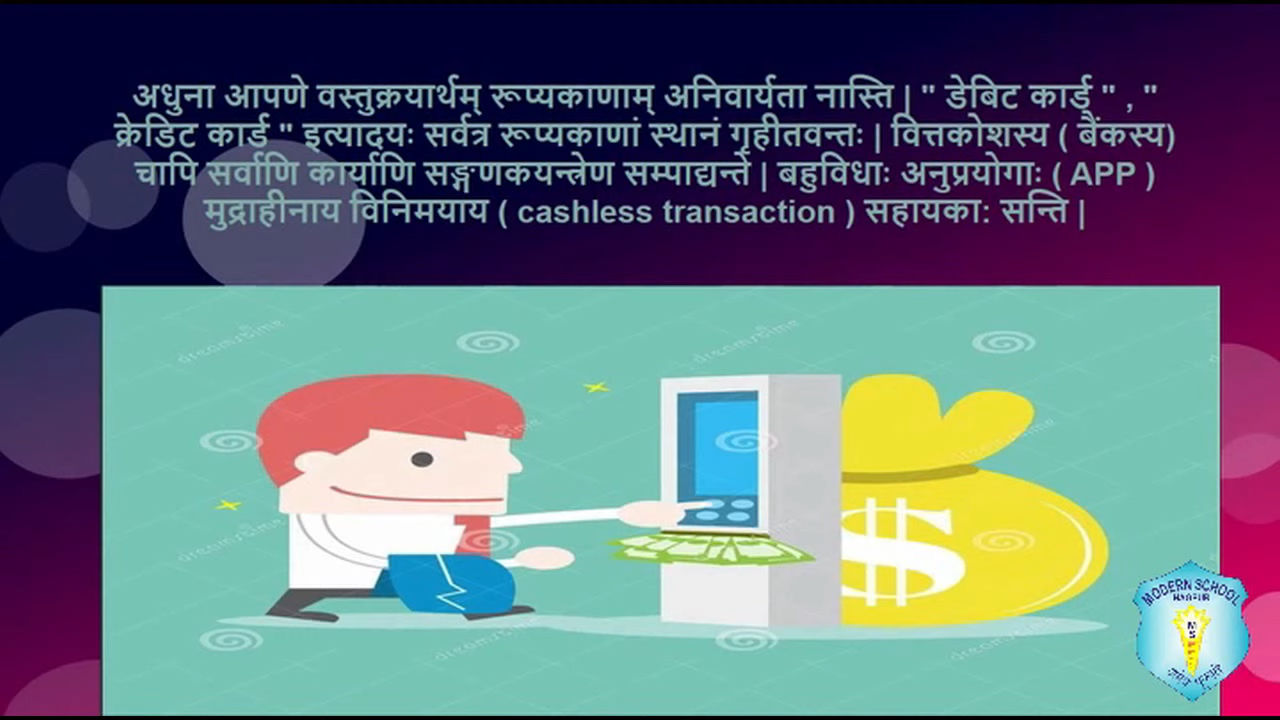 अधुना आपणे वस्तुक्रयार्थम् रूप्यकाणाम् अनिवार्यता नास्ति | " डेबिट कार्ड " , "
क्रेडिट कार्ड " इत्यादयः सर्वत्र रूप्यकाणां स्थानं गृहीतवन्तः | वित्तकोशस्य ( बैंकस्य)
चापि सर्वाणि कार्याणि सङ्गणकयन्त्रेण सम्पाद्यन्ते | बहुविधाः अनुप्रयोगाः ( APP )
मुद्राहीनाय विनिमयाय ( cashless transaction ) सहायका: सन्ति |
dreamstime
$
MODERN SCHOOL